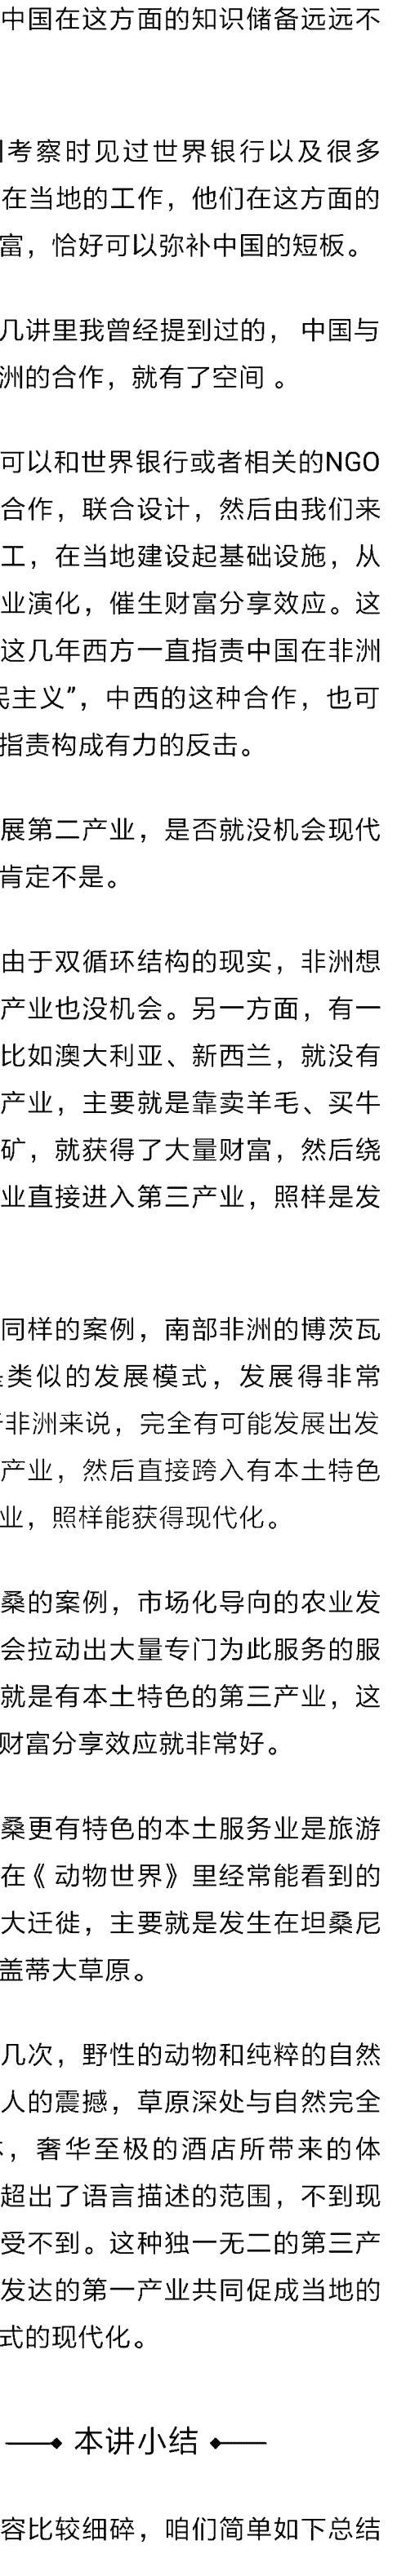 中国在这方面的知识储备远远不
考察时见过世界银行以及很多
在当地的工作，他们在这方面的
富，恰好可以弥补中国的短板。
几讲里我曾经提到过的， 中国与
洲的合作，就有了空间 。
可以和世界银行或者相关的NGO
合作，联合设计，然后由我们来
工，在当地建设起基础设施，从
业演化，催生财富分享效应。这
这几年西方一直指责中国在非洲
民主义”，中西的这种合作，也可
指责构成有力的反击。
展第二产业，是否就没机会现代
肯定不是。
由于双循环结构的现实，非洲想
产业也没机会。另一方面，有一
比如澳大利亚、新西兰，就没有
产业，主要就是靠卖羊毛、买牛
矿，就获得了大量财富，然后绕
业直接进入第三产业，照样是发
同样的案例，南部非洲的博茨瓦
类似的发展模式，发展得非常
非洲来说，完全有可能发展出发
产业，然后直接跨入有本土特色
业，照样能获得现代化。
桑的案例，市场化导向的农业发
会拉动出大量专门为此服务的服
就是有本土特色的第三产业，这
财富分享效应就非常好。
桑更有特色的本土服务业是旅游
在《 动物世界》里经常能看到的
大迁徙，主要就是发生在坦桑尼
盖蒂大草原。
几次，野性的动物和纯粹的自然
人的震撼，草原深处与自然完全
，奢华至极的酒店所带来的体
超出了语言描述的范围，不到现
受不到。这种独一无二的第三产
发达的第一产业共同促成当地的
式的现代化。
本讲小结
容比较细碎，咱们简单如下总结